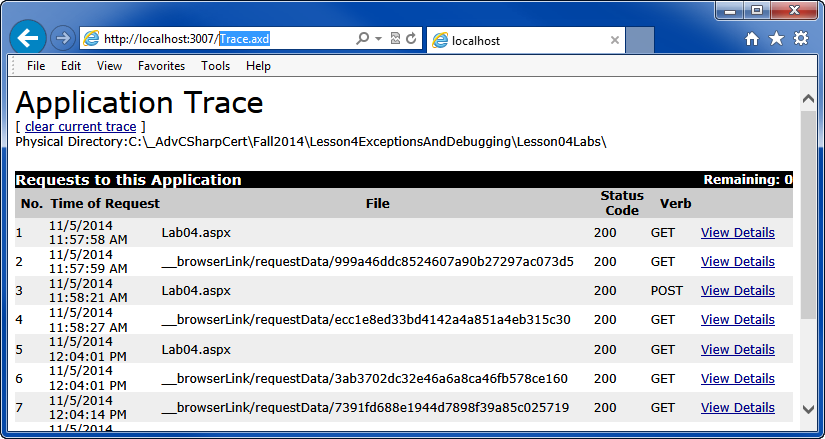 http://localhost:3007/Trace.axd
localhost
File Edit View Favorites Tools Help
Application Trace
[ clear current trace ]
Physical Directory:C:\_AdvCSharpCert\Fall2014\Lesson4ExceptionsAndDebugging\Lesson04Labs\
Requests to this Application Remaining: 0
No. Time of Request File Status Code Verb
1 11/5/2014 11:57:58 AM Lab04.aspx 200 GET View Details
2 11/5/2014 11:57:59 AM __browserLink/requestData/999a46ddc8524607a90b27297ac073d5 200 GET View Details
3 11/5/2014 11:58:21 AM Lab04.aspx 200 POST View Details
4 11/5/2014 11:58:27 AM __browserLink/requestData/ecc1e8ed33bd4142a4a851a4eb315c30 200 GET View Details
5 11/5/2014 12:04:01 PM Lab04.aspx 200 GET View Details
6 11/5/2014 12:04:01 PM __browserLink/requestData/3ab3702dc32e46a6a8ca46fb578ce160 200 GET View Details
7 11/5/2014 12:04:14 PM __browserLink/requestData/7391fd688e1944d7898f39a85c025719 200 GET View Details
11/5/2014